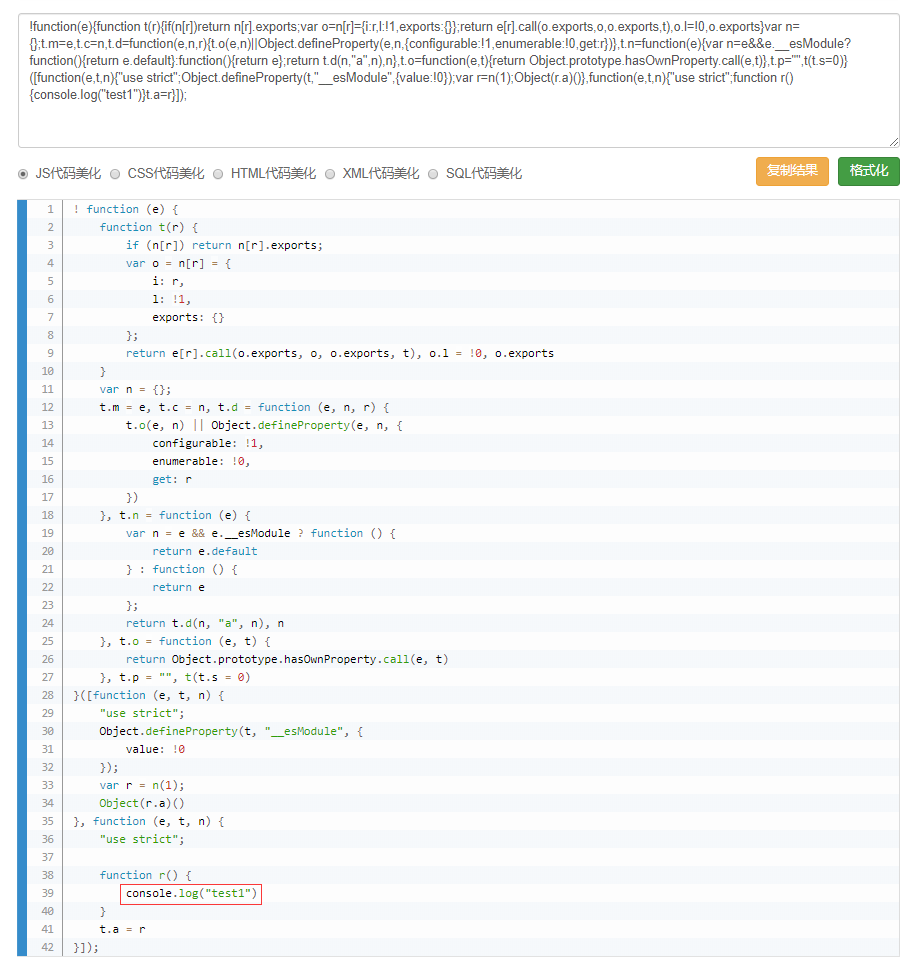 !function(e){function t(r){if(n[r])return n[r].exports;var o=n[r]={i:r,l:!1,exports:{}};return e[r].call(o.exports,o,o.exports,t),o.l=!0,o.exports}var n=
{};t.m=e,t.c=n,t.d=function(e,n,r){t.o(e,n)||Object.defineProperty(e,n,{configurable:!1,enumerable:!0,get:r})},t.n=function(e){var n=e&&e.__esModule?
function(){return e.default}:function(){return e};return t.d(n,"a",n),n},t.o=function(e,t){return Object.prototype.hasOwnProperty.call(e,t)},t.p="",t(t.s=0)}
([function(e,t,n){"use strict";Object.defineProperty(t,"__esModule",{value:!0});var r=n(1);Object(r.a)()},function(e,t,n){"use strict";function r()
{console.log("test1")}t.a=r}]);
JS代码美化 CSS代码美化 HTML代码美化 XML代码美化 SQL代码美化 复制结果 格式化
1 ! function (e) {
2     function t(r) {
3         if (n[r]) return n[r].exports;
4         var o = n[r] = {
5             i: r,
6             l: !1,
7             exports: {}
8         };
9         return e[r].call(o.exports, o, o.exports, t), o.l = !0, o.exports
10     }
11     var n = {};
12     t.m = e, t.c = n, t.d = function (e, n, r) {
13         t.o(e, n) || Object.defineProperty(e, n, {
14             configurable: !1,
15             enumerable: !0,
16             get: r
17         })
18     }, t.n = function (e) {
19         var n = e && e.__esModule ? function () {
20             return e.default
21         } : function () {
22             return e
23         };
24         return t.d(n, "a", n), n
25     }, t.o = function (e, t) {
26         return Object.prototype.hasOwnProperty.call(e, t)
27     }, t.p = "", t(t.s = 0)
28 }([function (e, t, n) {
29     "use strict";
30     Object.defineProperty(t, "__esModule", {
31         value: !0
32     });
33     var r = n(1);
34     Object(r.a)()
35 }, function (e, t, n) {
36     "use strict";
37
38     function r() {
39         console.log("test1")
40     }
41     t.a = r
42 }]);